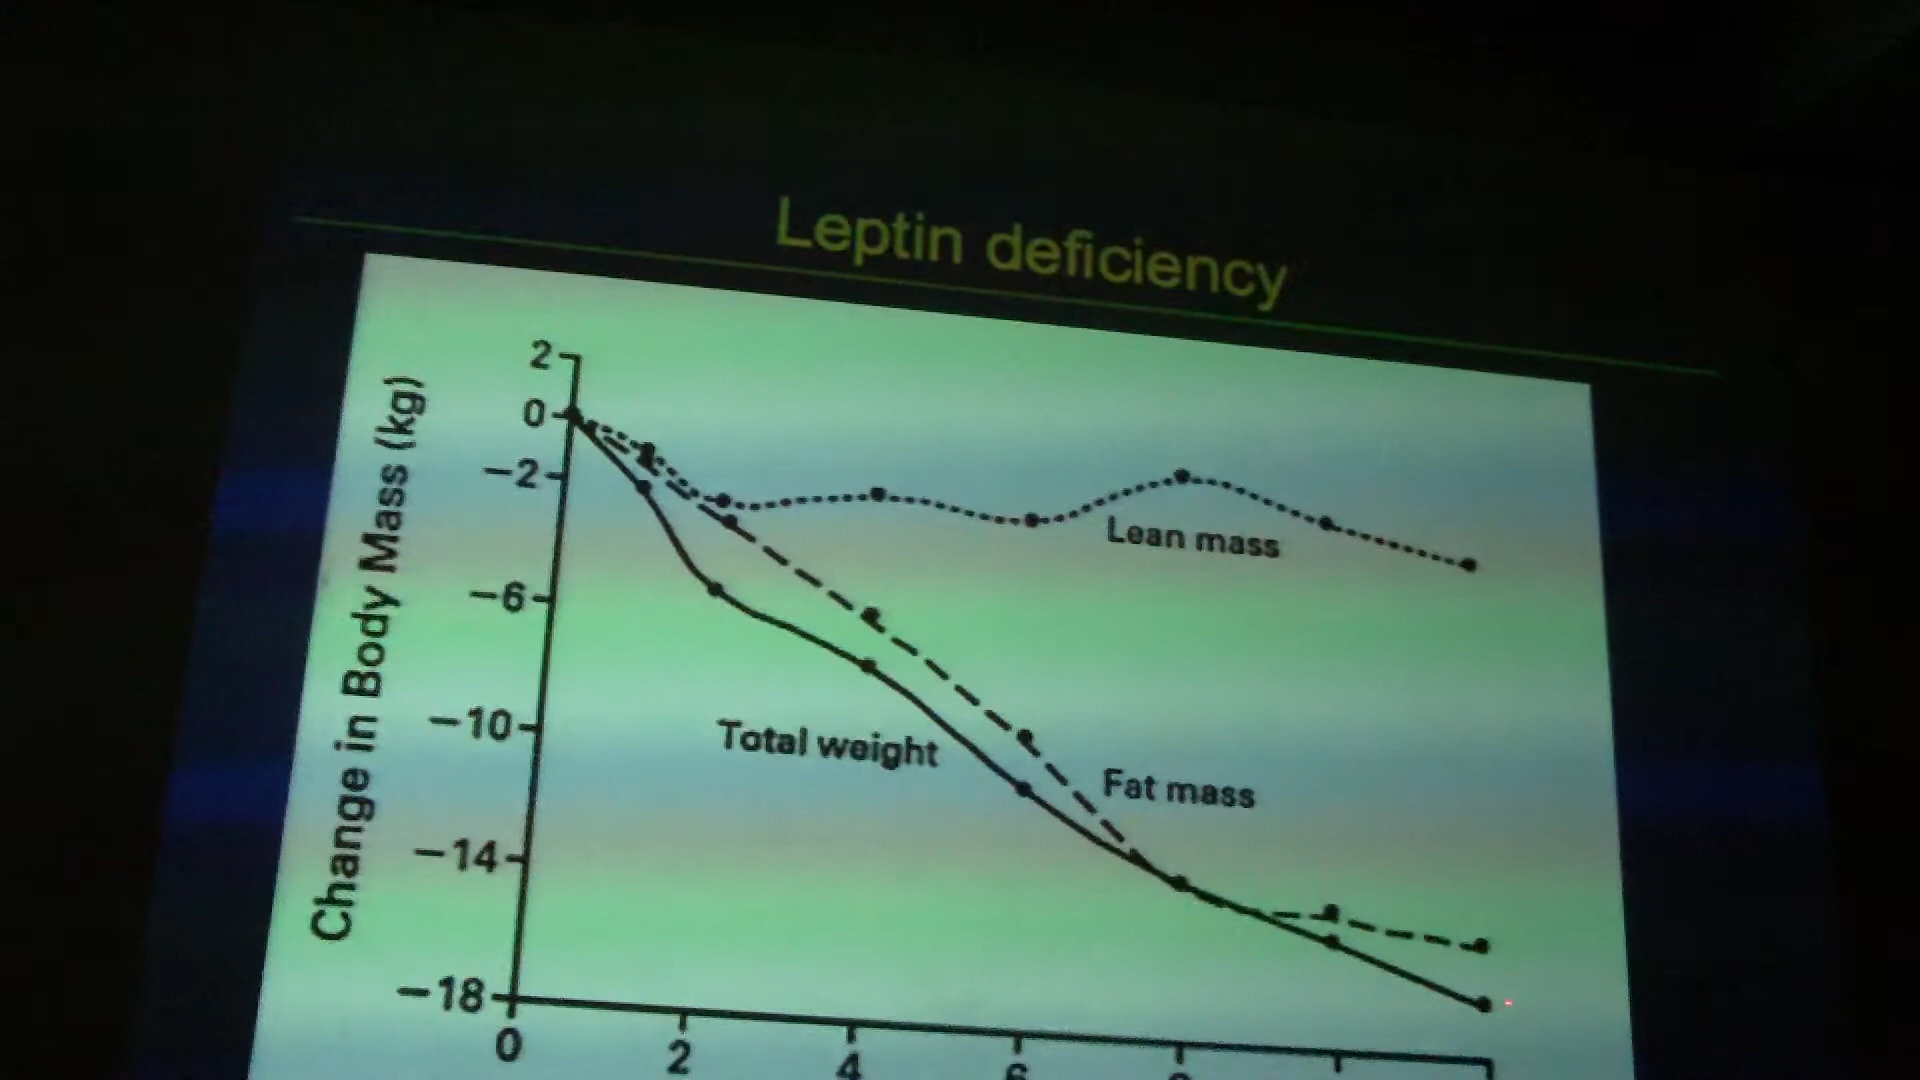 Leptin deficiency
2
0
−2
−6
−10
−14
−18
Change in Body Mass (kg)
Lean mass
Total weight
Fat mass
0
2
4
6